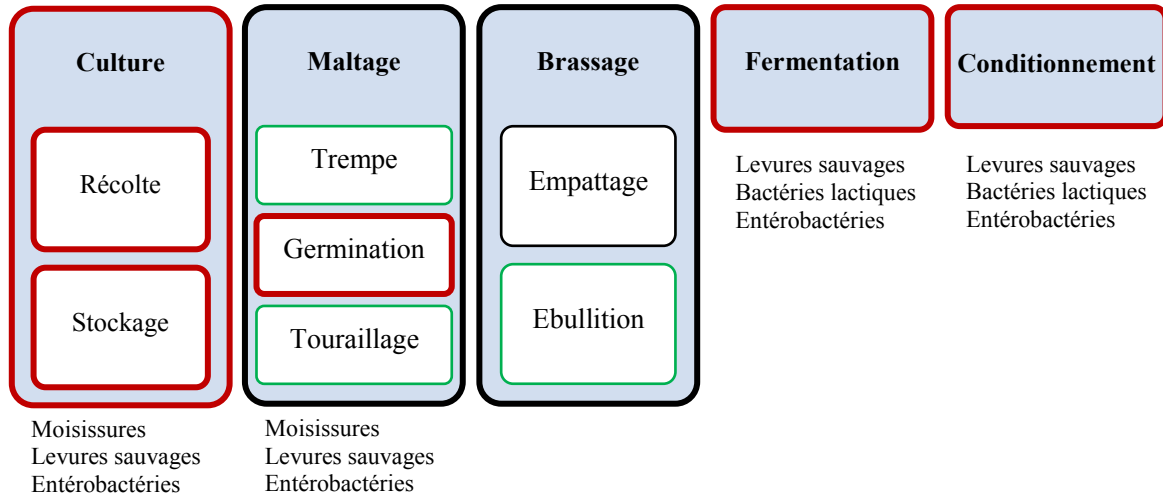 Culture
Récolte
Stockage
Moisissures
Levures sauvages
Entérobactéries
Maltage
Trempe
Germination
Touraillage
Moisissures
Levures sauvages
Entérobactéries
Brassage
Empattage
Ebullition
Fermentation
Levures sauvages
Bactéries lactiques
Entérobactéries
Conditionnement
Levures sauvages
Bactéries lactiques
Entérobactéries